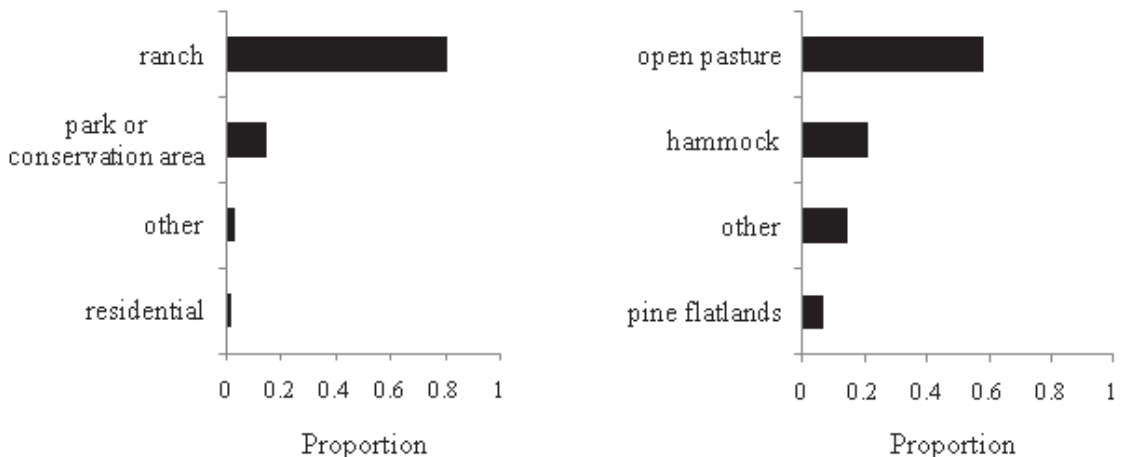 ranch
park or
conservation area
other
residential
0 0.2 0.4 0.6 0.8 1
Proportion
open pasture
hammock
other
pine flatlands
0 0.2 0.4 0.6 0.8 1
Proportion